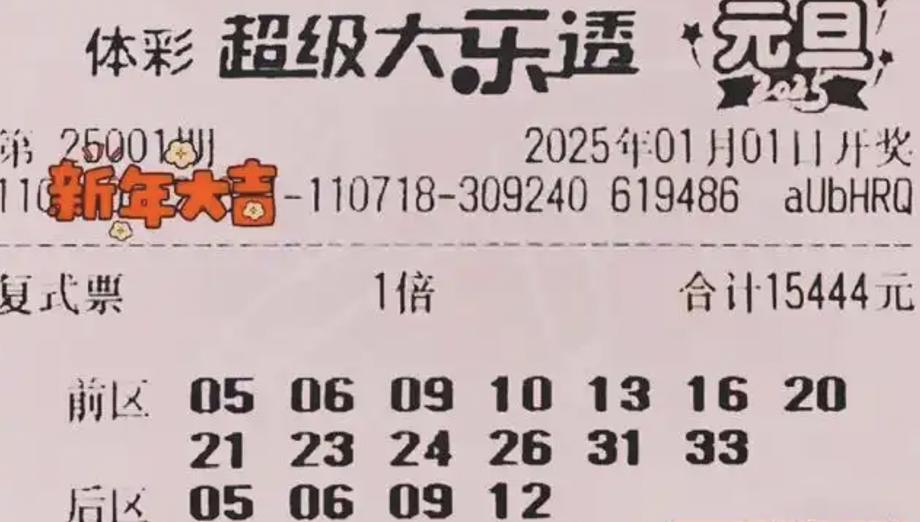 体彩 超级大乐透 元旦 2025
第 25001期 2025年01月01日开奖
110 新年大吉 -110718-309240 619486 aUbHRQ
复式票 1倍 合计15444元
前区 05 06 09 10 13 16 20
21 23 24 26 31 33
后区 05 06 09 12